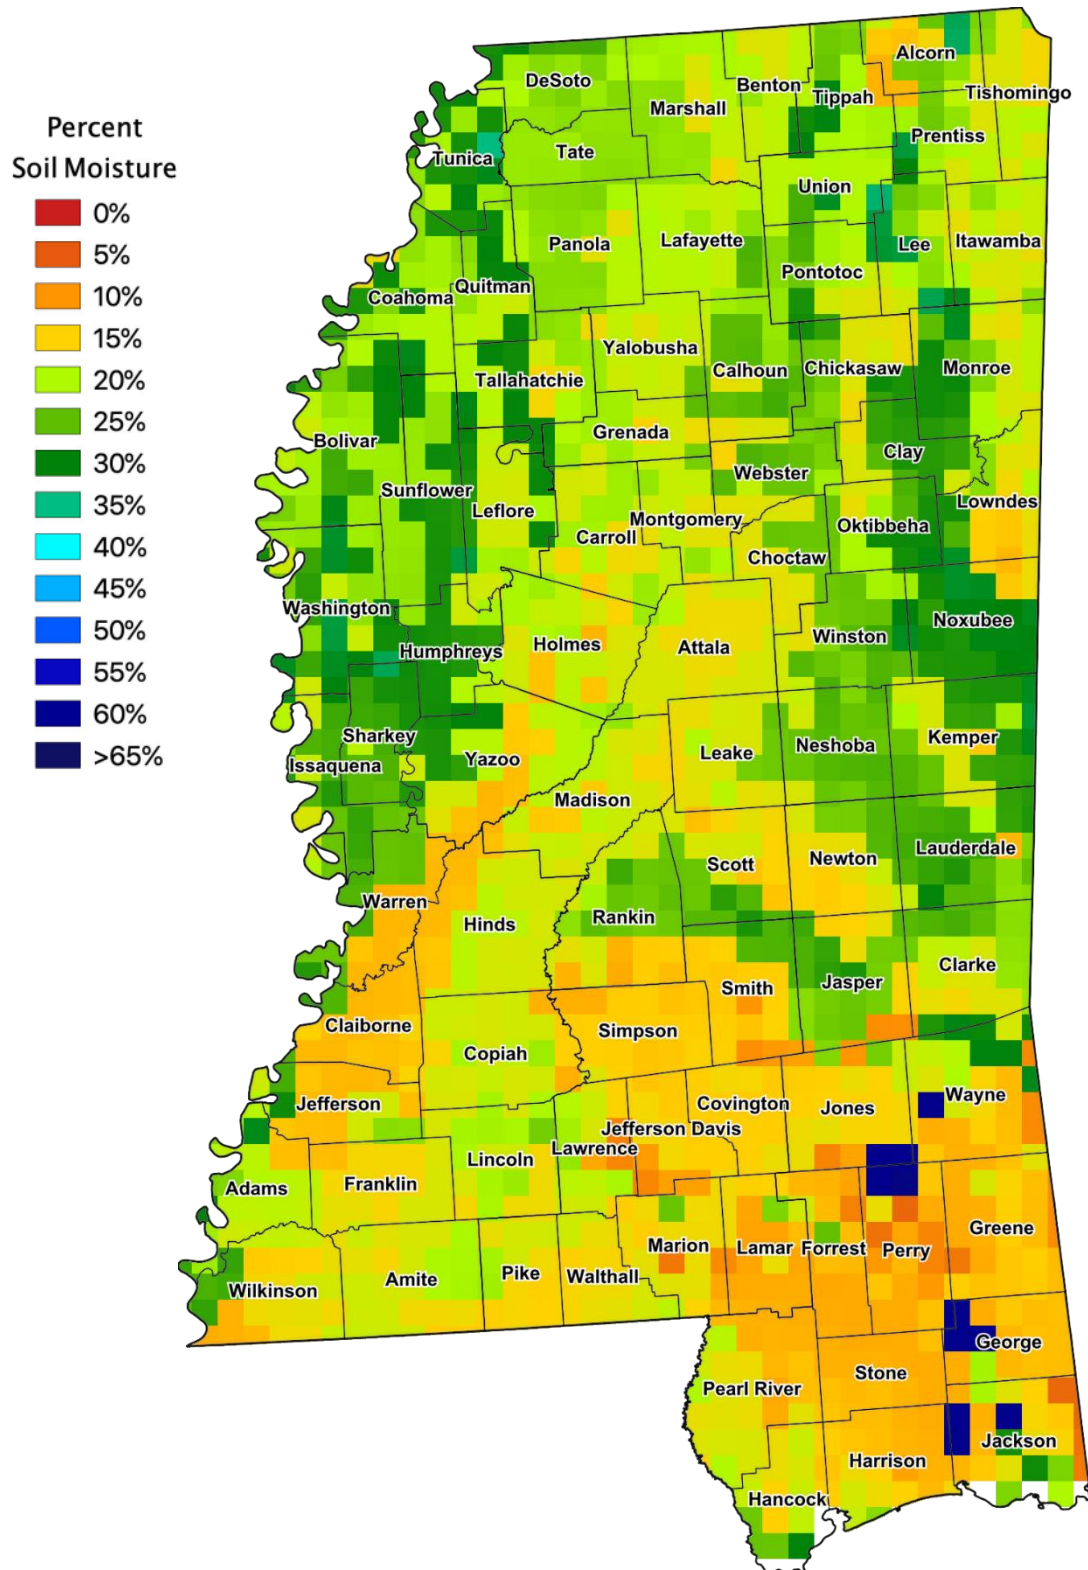 Percent
Soil Moisture
0%
5%
10%
15%
20%
25%
30%
35%
40%
45%
50%
55%
60%
>65%
Alcorn
DeSoto
Benton
Tippah
Tishomingo
Marshall
Prentiss
Tunica
Tate
Union
Panola
Lafayette
Lee
Itawamba
Pontotoc
Quitman
Coahoma
Yalobusha
Calhoun
Chickasaw
Monroe
Tallahatchie
Grenada
Bolivar
Webster
Clay
Sunflower
Leflore
Montgomery
Oktibbeha
Lowndes
Carroll
Choctaw
Washington
Humphreys
Holmes
Attala
Winston
Noxubee
Sharkey
Yazoo
Leake
Neshoba
Kemper
Issaquena
Madison
Scott
Newton
Lauderdale
Warren
Hinds
Rankin
Smith
Jasper
Clarke
Claiborne
Simpson
Copiah
Jefferson
Covington
Jones
Wayne
Jefferson Davis
Lawrence
Lincoln
Adams
Franklin
Marion
Lamar
Forrest
Perry
Greene
Wilkinson
Amite
Pike
Walthall
George
Pearl River
Stone
Jackson
Harrison
Hancock